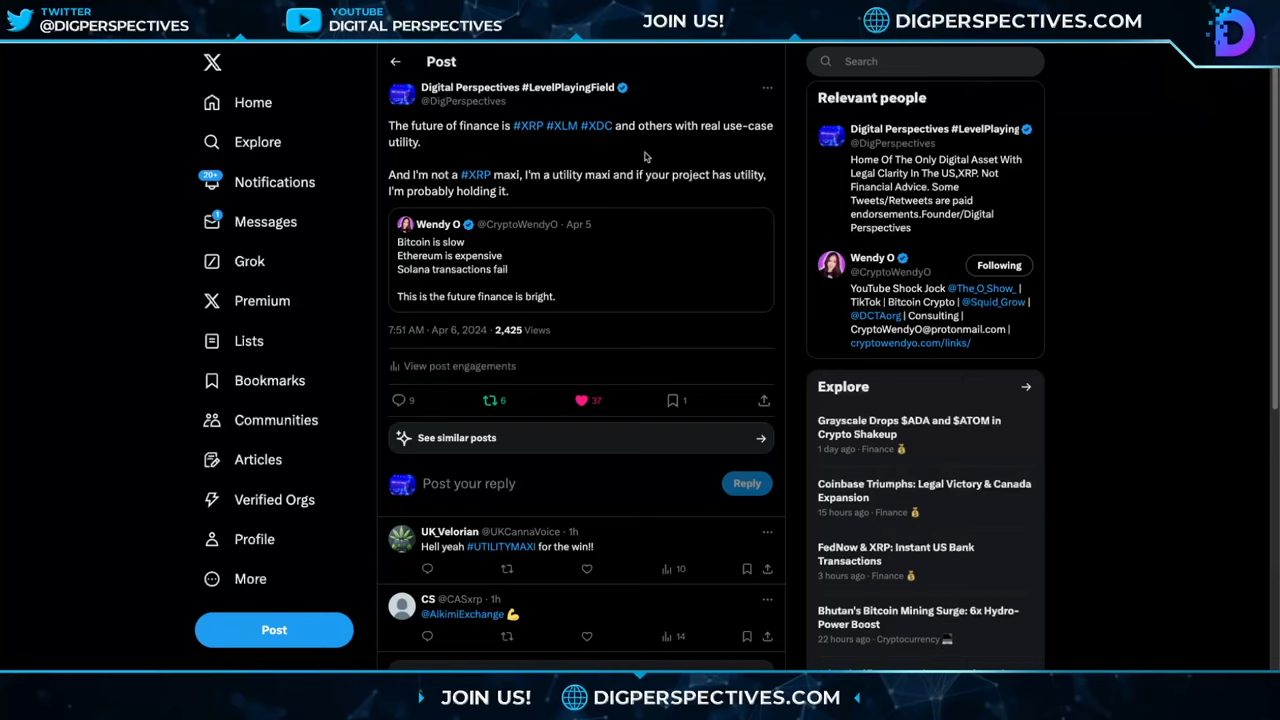 TWITTER
@DIGPERSPECTIVES
YOUTUBE
DIGITAL PERSPECTIVES
JOIN US!
DIGPERSPECTIVES.COM
Home
Explore
20+
Notifications
1
Messages
Grok
Premium
Lists
Bookmarks
Communities
Articles
Verified Orgs
Profile
More
Post
Post
Digital Perspectives #LevelPlayingField
@DigPerspectives
The future of finance is #XRP #XLM #XDC and others with real use-case
utility.
And I'm not a #XRP maxi, I'm a utility maxi and if your project has utility,
I'm probably holding it.
Wendy O @CryptoWendyO · Apr 5
Bitcoin is slow
Ethereum is expensive
Solana transactions fail
This is the future finance is bright.
7:51 AM · Apr 6, 2024 · 2,425 Views
View post engagements
9
6
37
1
See similar posts
Post your reply
Reply
UK_Velorian @UKCannaVoice · 1h
Hell yeah #UTILITYMAXI for the win!!
10
CS @CASxrp · 1h
@AlkimiExchange 💪
14
Search
Relevant people
Digital Perspectives #LevelPlaying
@DigPerspectives
Home Of The Only Digital Asset With
Legal Clarity In The US,XRP. Not
Financial Advice. Some
Tweets/Retweets are paid
endorsements.Founder/Digital
Perspectives
Wendy O
@CryptoWendyO
Following
YouTube Shock Jock @The_O_Show_ |
TikTok | Bitcoin Crypto | @Squid_Grow |
@DCTAorg | Consulting |
CryptoWendyO@protonmail.com |
cryptowendyo.com/links/
Explore
Grayscale Drops $ADA and $ATOM in
Crypto Shakeup
1 day ago · Finance 💰
Coinbase Triumphs: Legal Victory & Canada
Expansion
15 hours ago · Finance 💰
FedNow & XRP: Instant US Bank
Transactions
3 hours ago · Finance 💰
Bhutan's Bitcoin Mining Surge: 6x Hydro-
Power Boost
22 hours ago · Cryptocurrency 💻
JOIN US!
DIGPERSPECTIVES.COM